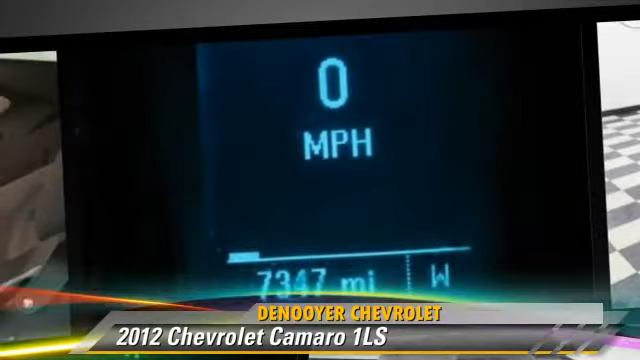 0
MPH
7347 mi W
DENOOYER CHEVROLET
2012 Chevrolet Camaro 1LS